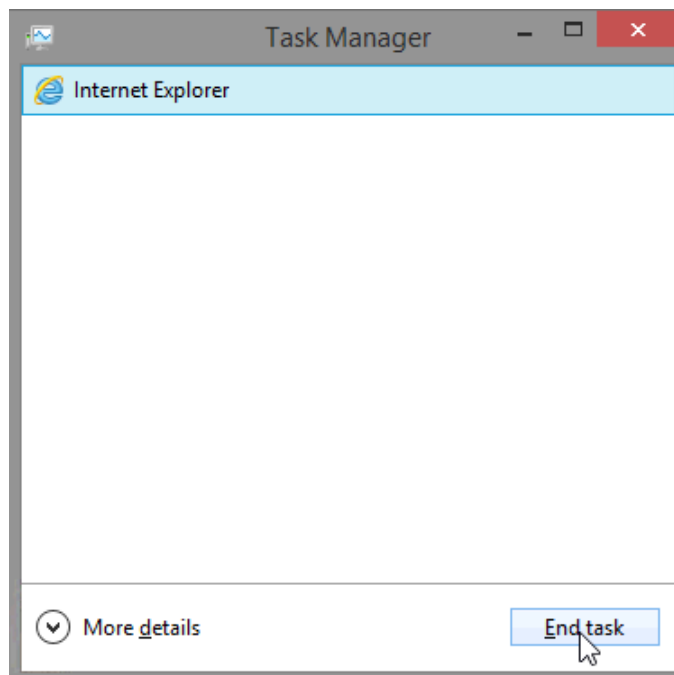 Task Manager
Internet Explorer
More details
End task